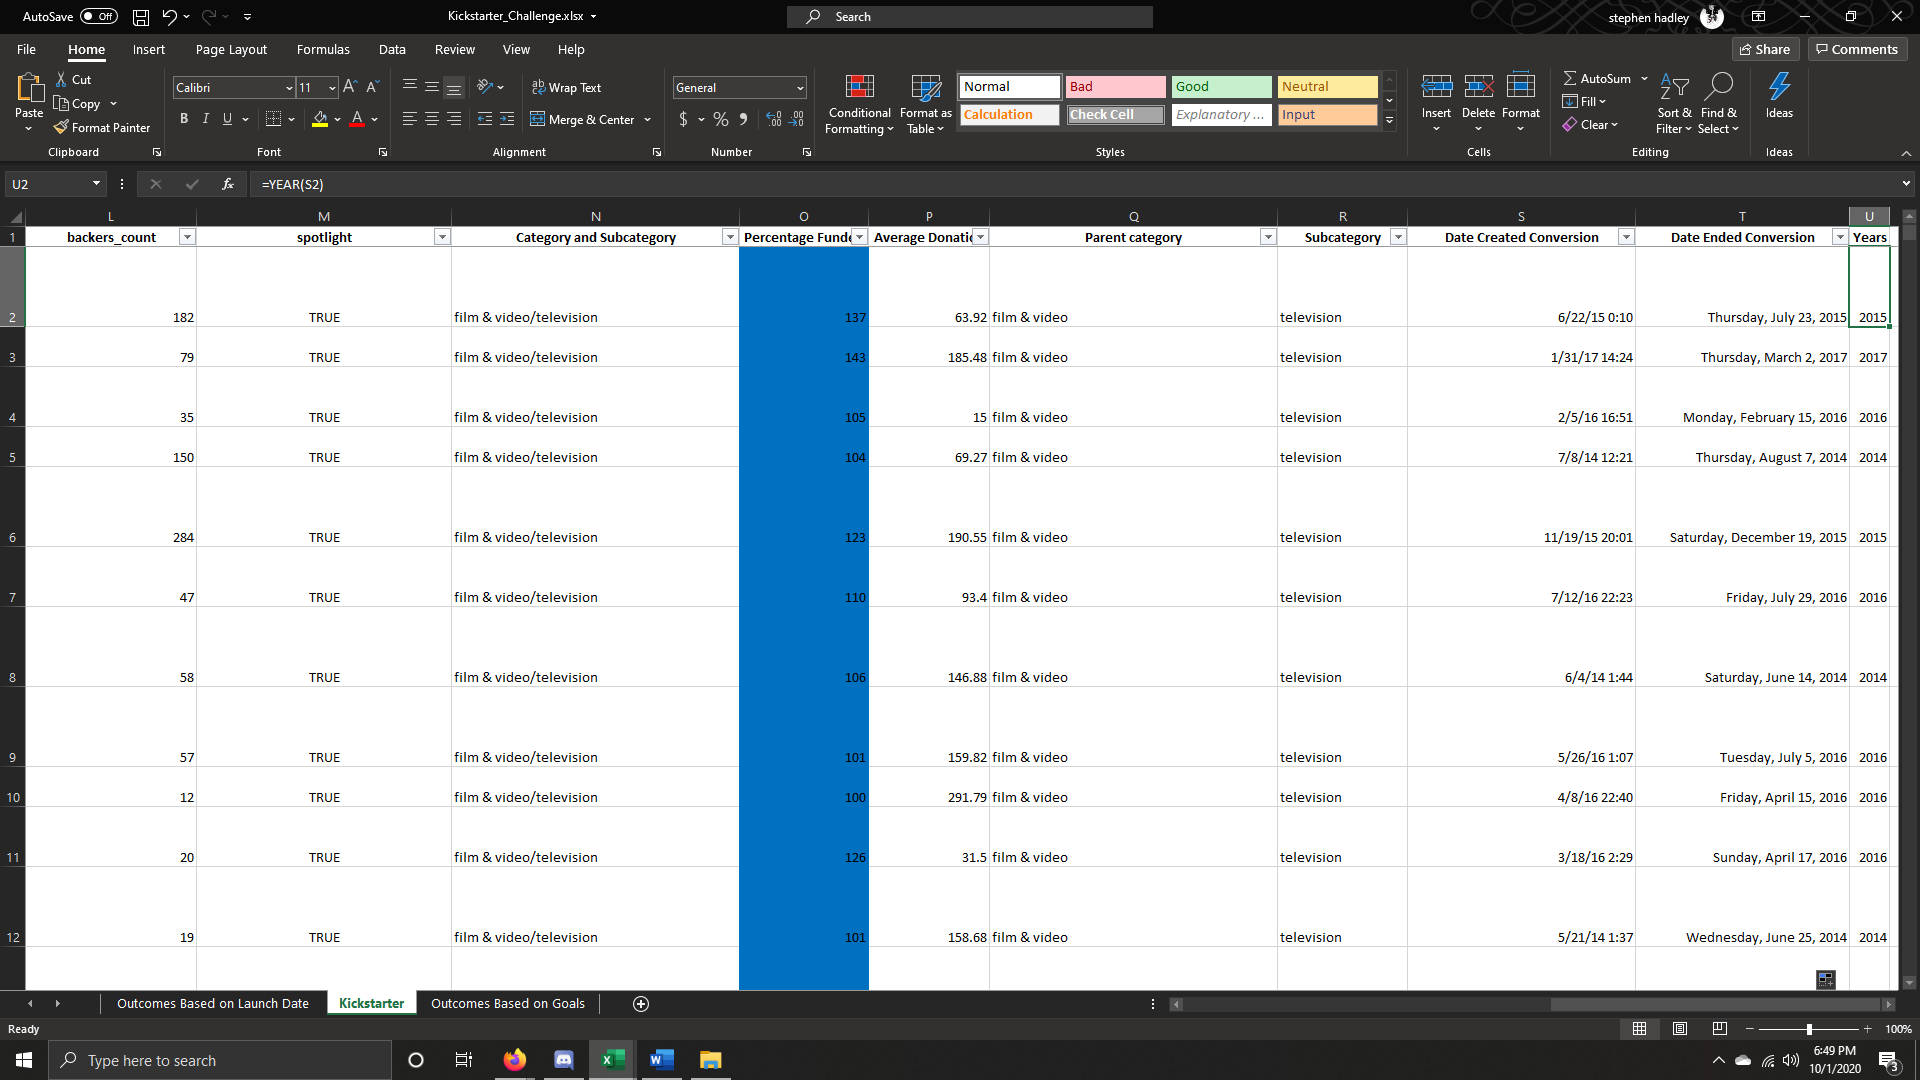 AutoSave Off Kickstarter_Challenge.xlsx Search stephen hadley
File Home Insert Page Layout Formulas Data Review View Help Share Comments
Paste Cut Copy Format Painter Clipboard
Calibri 11 A A B I U A Font
Wrap Text Merge & Center Alignment
General $ % Number
Conditional Formatting Format as Table Normal Bad Good Neutral Calculation Check Cell Explanatory ... Input Styles
Insert Delete Format Cells
AutoSum Fill Clear Sort & Filter Find & Select Editing
Ideas Ideas
U2 fx =YEAR(S2)
L M N O P Q R S T U
1 backers_count spotlight Category and Subcategory Percentage Funde Average Donatic Parent category Subcategory Date Created Conversion Date Ended Conversion Years
2 182 TRUE film & video/television 137 63.92 film & video television 6/22/15 0:10 Thursday, July 23, 2015 2015
3 79 TRUE film & video/television 143 185.48 film & video television 1/31/17 14:24 Thursday, March 2, 2017 2017
4 35 TRUE film & video/television 105 15 film & video television 2/5/16 16:51 Monday, February 15, 2016 2016
5 150 TRUE film & video/television 104 69.27 film & video television 7/8/14 12:21 Thursday, August 7, 2014 2014
6 284 TRUE film & video/television 123 190.55 film & video television 11/19/15 20:01 Saturday, December 19, 2015 2015
7 47 TRUE film & video/television 110 93.4 film & video television 7/12/16 22:23 Friday, July 29, 2016 2016
8 58 TRUE film & video/television 106 146.88 film & video television 6/4/14 1:44 Saturday, June 14, 2014 2014
9 57 TRUE film & video/television 101 159.82 film & video television 5/26/16 1:07 Tuesday, July 5, 2016 2016
10 12 TRUE film & video/television 100 291.79 film & video television 4/8/16 22:40 Friday, April 15, 2016 2016
11 20 TRUE film & video/television 126 31.5 film & video television 3/18/16 2:29 Sunday, April 17, 2016 2016
12 19 TRUE film & video/television 101 158.68 film & video television 5/21/14 1:37 Wednesday, June 25, 2014 2014
Outcomes Based on Launch Date Kickstarter Outcomes Based on Goals
Ready 100%
Type here to search 6:49 PM
10/1/2020 3